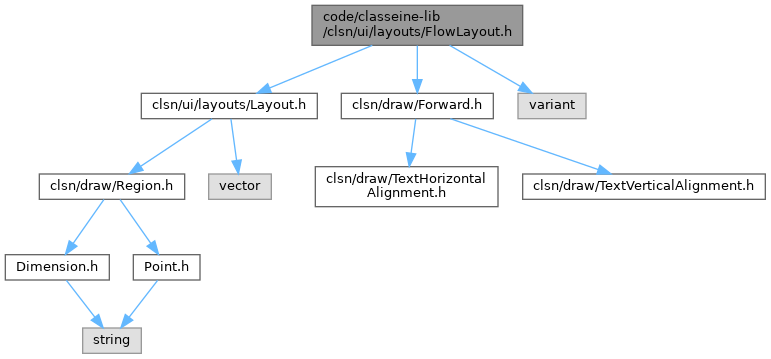 code/classeine-lib
/clsn/ui/layouts/FlowLayout.h
clsn/ui/layouts/Layout.h
clsn/draw/Forward.h
variant
clsn/draw/Region.h
vector
clsn/draw/TextHorizontal
Alignment.h
clsn/draw/TextVerticalAlignment.h
Dimension.h
Point.h
string